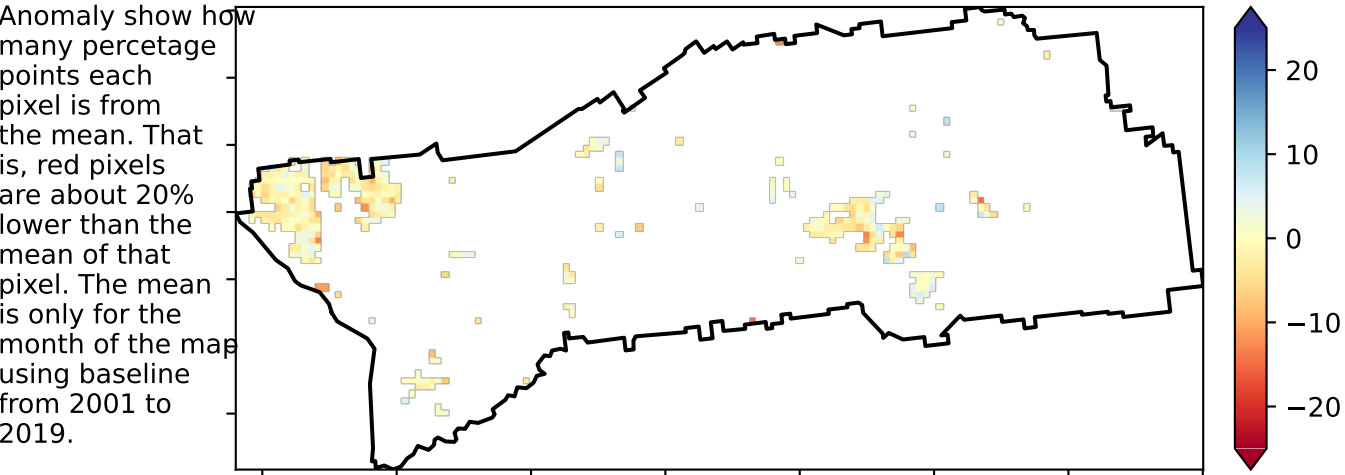 Anomaly show how
many percetage
points each
pixel is from
the mean. That
is, red pixels
are about 20%
lower than the
mean of that
pixel. The mean
is only for the
month of the map
using baseline
from 2001 to
2019.
20
10
0
−10
−20